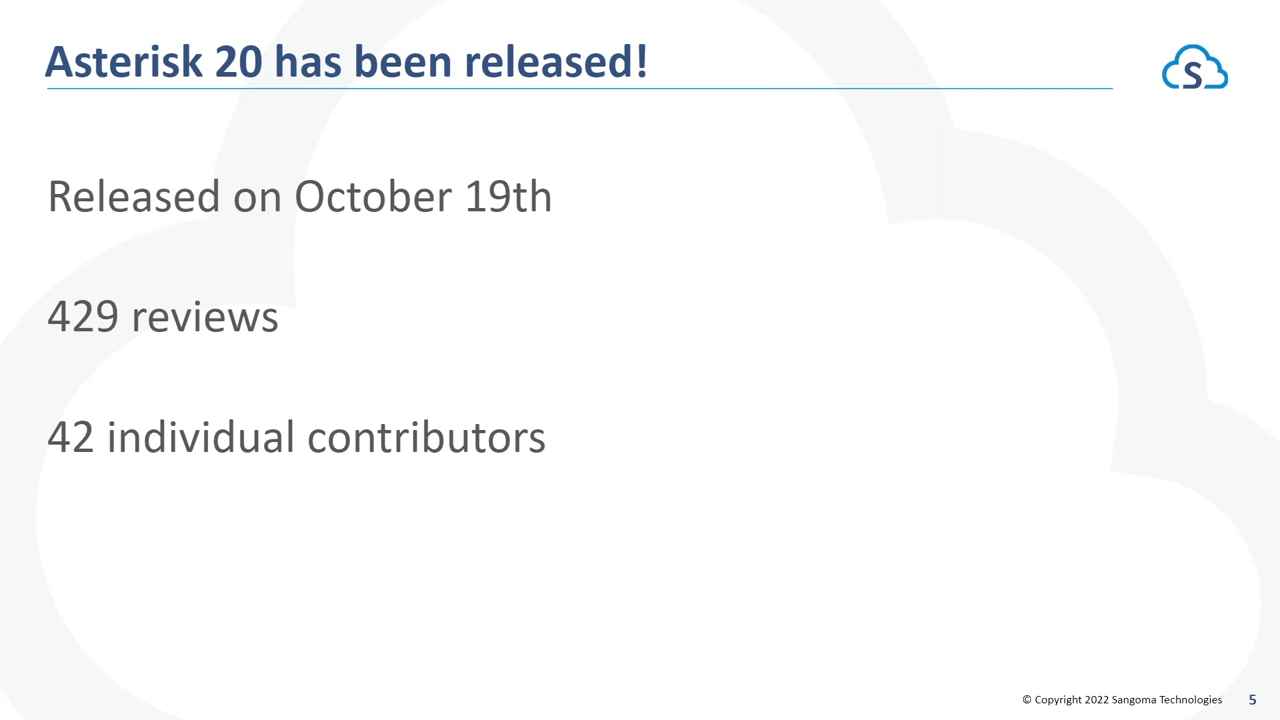 Asterisk 20 has been released!
S
Released on October 19th
429 reviews
42 individual contributors
© Copyright 2022 Sangoma Technologies
5